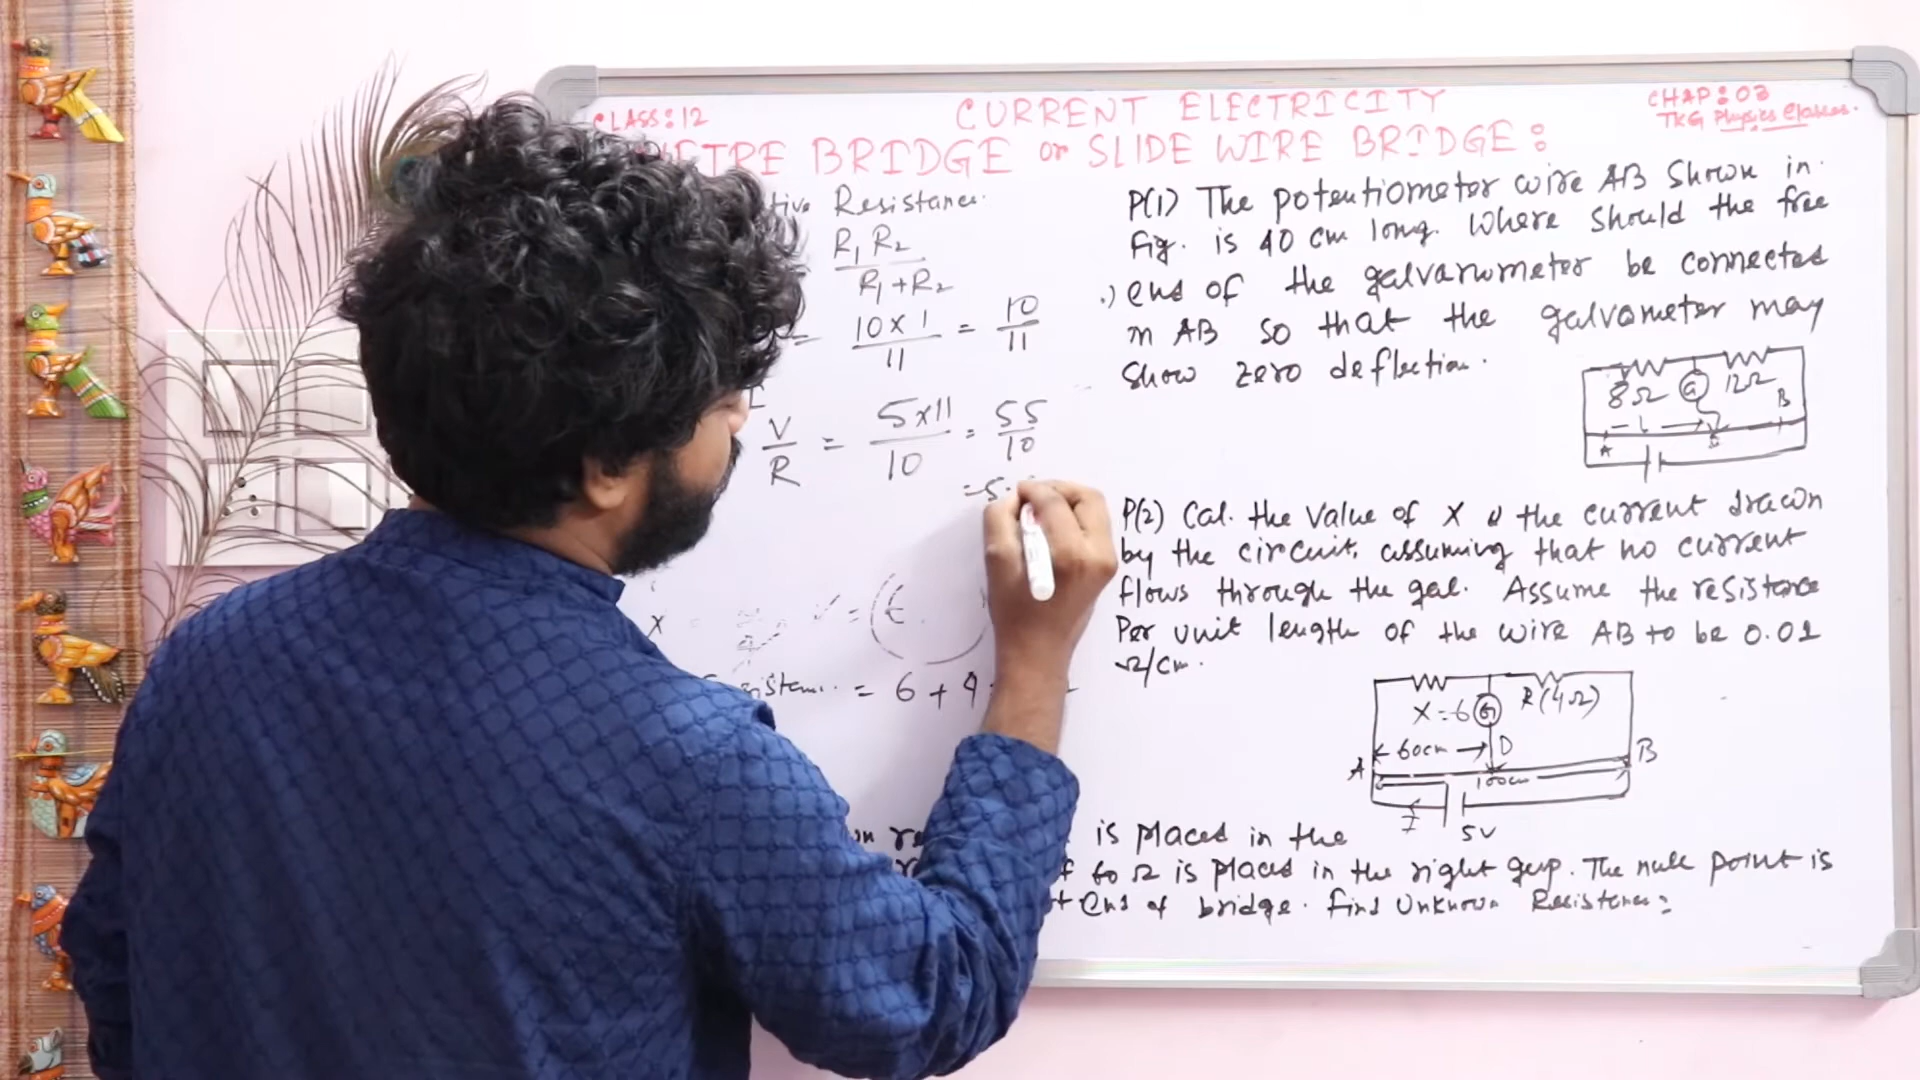 CLASS:12
CURRENT ELECTRICITY
CHAP:03
TKG Physics Classes.
METRE BRIDGE or SLIDE WIRE BRIDGE:
Resistance.
R1 R2
R1+R2
= 10x1 = 10
11 11
V = 5x11 = 55
R 10 10
= 5.
X
= 6 + 4
P(1) The potentiometer wire AB Shown in
Fig. is 40 cm long. Where should the free
end of the galvanometer be connected
on AB so that the galvanometer may
show zero deflection.
8Ω G 12Ω
L
A B
P(2) Cal. the value of X & the current drawn
by the circuit, assuming that no current
flows through the gal. Assume the resistance
Per unit length of the wire AB to be 0.01
Ω/cm.
X=6 G R(4Ω)
60cm D
A B
100cm
I 5V
is placed in the
60 Ω is placed in the right gap. The null point is
end of bridge. Find Unknown Resistance: